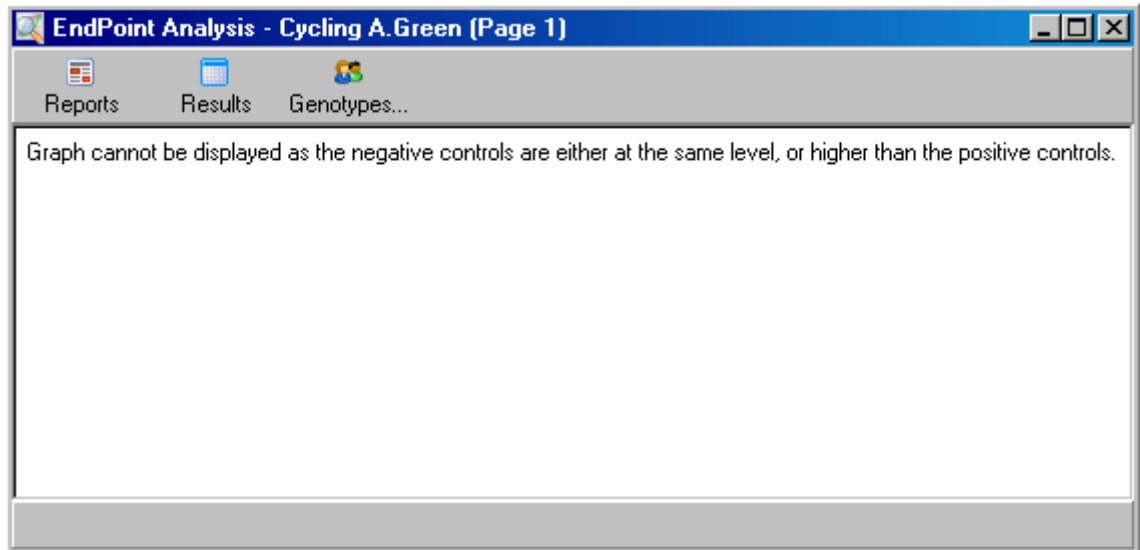 EndPoint Analysis - Cycling A.Green (Page 1)
Reports Results Genotypes...
Graph cannot be displayed as the negative controls are either at the same level, or higher than the positive controls.